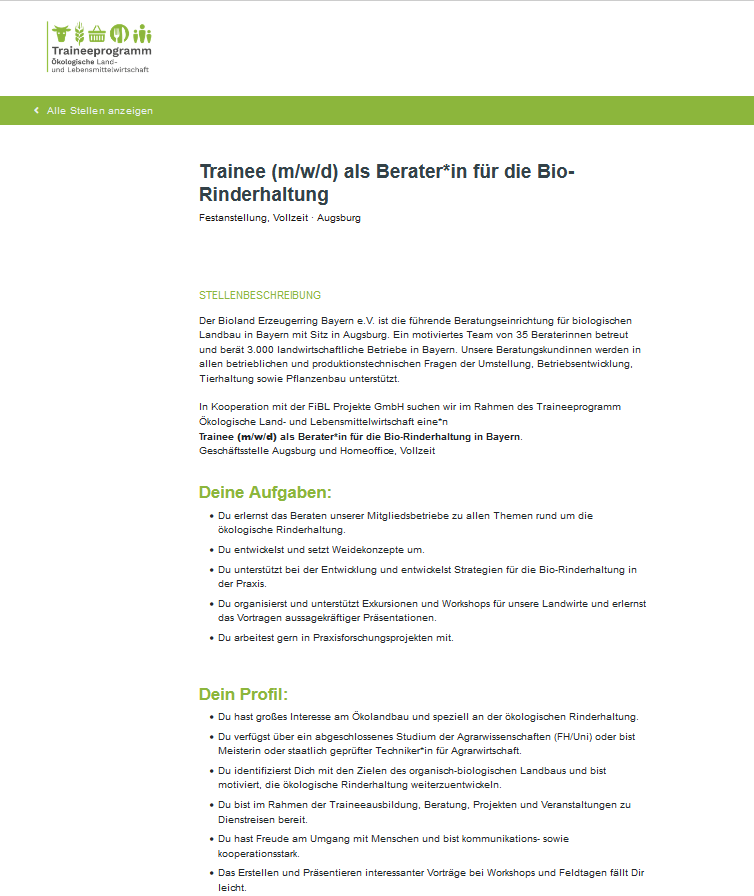 Traineeprogramm
Ökologische Land-
und Lebensmittelwirtschaft
Alle Stellen anzeigen
Trainee (m/w/d) als Berater*in für die Bio-
Rinderhaltung
Festanstellung, Vollzeit · Augsburg
STELLENBESCHREIBUNG
Der Bioland Erzeugerring Bayern e.V. ist die führende Beratungseinrichtung für biologischen
Landbau in Bayern mit Sitz in Augsburg. Ein motiviertes Team von 35 Beraterinnen betreut
und berät 3.000 landwirtschaftliche Betriebe in Bayern. Unsere Beratungskundinnen werden in
allen betrieblichen und produktionstechnischen Fragen der Umstellung, Betriebsentwicklung,
Tierhaltung sowie Pflanzenbau unterstützt.
In Kooperation mit der FiBL Projekte GmbH suchen wir im Rahmen des Traineeprogramm
Ökologische Land- und Lebensmittelwirtschaft eine*n
Trainee (m/w/d) als Berater*in für die Bio-Rinderhaltung in Bayern.
Geschäftsstelle Augsburg und Homeoffice, Vollzeit
Deine Aufgaben:
• Du erlernst das Beraten unserer Mitgliedsbetriebe zu allen Themen rund um die
ökologische Rinderhaltung.
• Du entwickelst und setzt Weidekonzepte um.
• Du unterstützt bei der Entwicklung und entwickelst Strategien für die Bio-Rinderhaltung in
der Praxis.
• Du organisierst und unterstützt Exkursionen und Workshops für unsere Landwirte und erlernst
das Vortragen aussagekräftiger Präsentationen.
• Du arbeitest gern in Praxisforschungsprojekten mit.
Dein Profil:
• Du hast großes Interesse am Ökolandbau und speziell an der ökologischen Rinderhaltung.
• Du verfügst über ein abgeschlossenes Studium der Agrarwissenschaften (FH/Uni) oder bist
Meisterin oder staatlich geprüfter Techniker*in für Agrarwirtschaft.
• Du identifizierst Dich mit den Zielen des organisch-biologischen Landbaus und bist
motiviert, die ökologische Rinderhaltung weiterzuentwickeln.
• Du bist im Rahmen der Traineeausbildung, Beratung, Projekten und Veranstaltungen zu
Dienstreisen bereit.
• Du hast Freude am Umgang mit Menschen und bist kommunikations- sowie
kooperationsstark.
• Das Erstellen und Präsentieren interessanter Vorträge bei Workshops und Feldtagen fällt Dir
leicht.